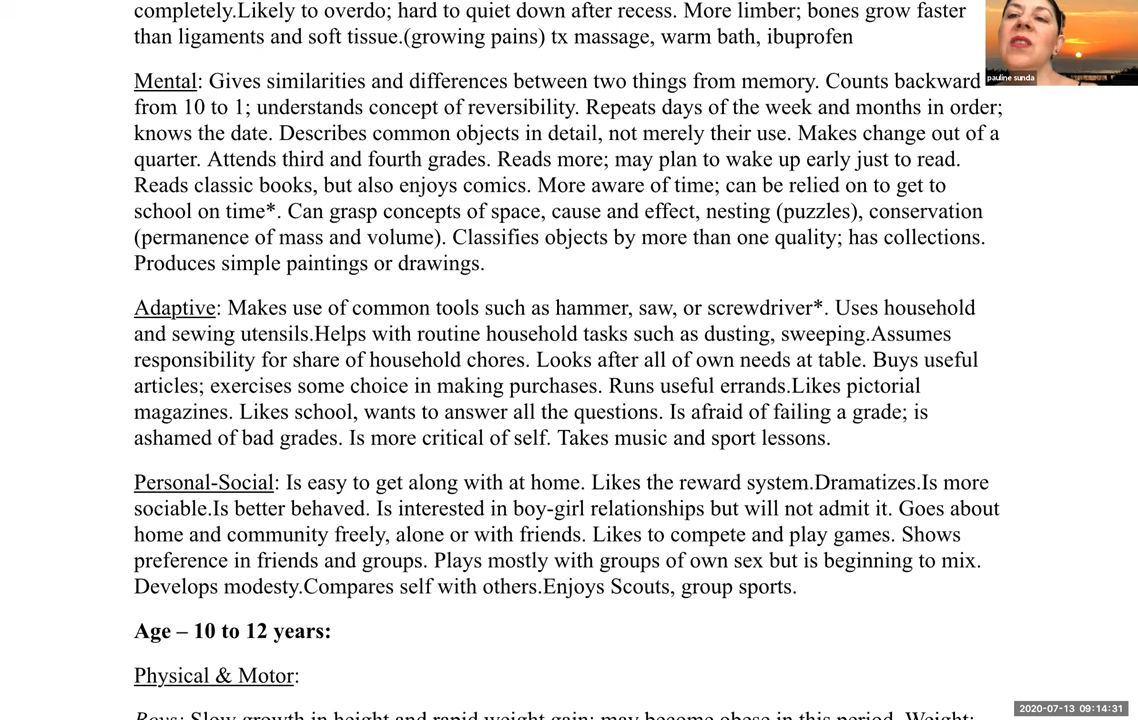 completely.Likely to overdo; hard to quiet down after recess. More limber; bones grow faster
than ligaments and soft tissue.(growing pains) tx massage, warm bath, ibuprofen
Mental: Gives similarities and differences between two things from memory. Counts backward
from 10 to 1; understands concept of reversibility. Repeats days of the week and months in order;
knows the date. Describes common objects in detail, not merely their use. Makes change out of a
quarter. Attends third and fourth grades. Reads more; may plan to wake up early just to read.
Reads classic books, but also enjoys comics. More aware of time; can be relied on to get to
school on time*. Can grasp concepts of space, cause and effect, nesting (puzzles), conservation
(permanence of mass and volume). Classifies objects by more than one quality; has collections.
Produces simple paintings or drawings.
Adaptive: Makes use of common tools such as hammer, saw, or screwdriver*. Uses household
and sewing utensils.Helps with routine household tasks such as dusting, sweeping.Assumes
responsibility for share of household chores. Looks after all of own needs at table. Buys useful
articles; exercises some choice in making purchases. Runs useful errands.Likes pictorial
magazines. Likes school, wants to answer all the questions. Is afraid of failing a grade; is
ashamed of bad grades. Is more critical of self. Takes music and sport lessons.
Personal-Social: Is easy to get along with at home. Likes the reward system.Dramatizes.Is more
sociable.Is better behaved. Is interested in boy-girl relationships but will not admit it. Goes about
home and community freely, alone or with friends. Likes to compete and play games. Shows
preference in friends and groups. Plays mostly with groups of own sex but is beginning to mix.
Develops modesty.Compares self with others.Enjoys Scouts, group sports.
Age – 10 to 12 years:
Physical & Motor:
Boys: Slow growth in height and rapid weight gain; may become obese in this period. Weight:
pauline sunda
2020-07-13 09:14:31